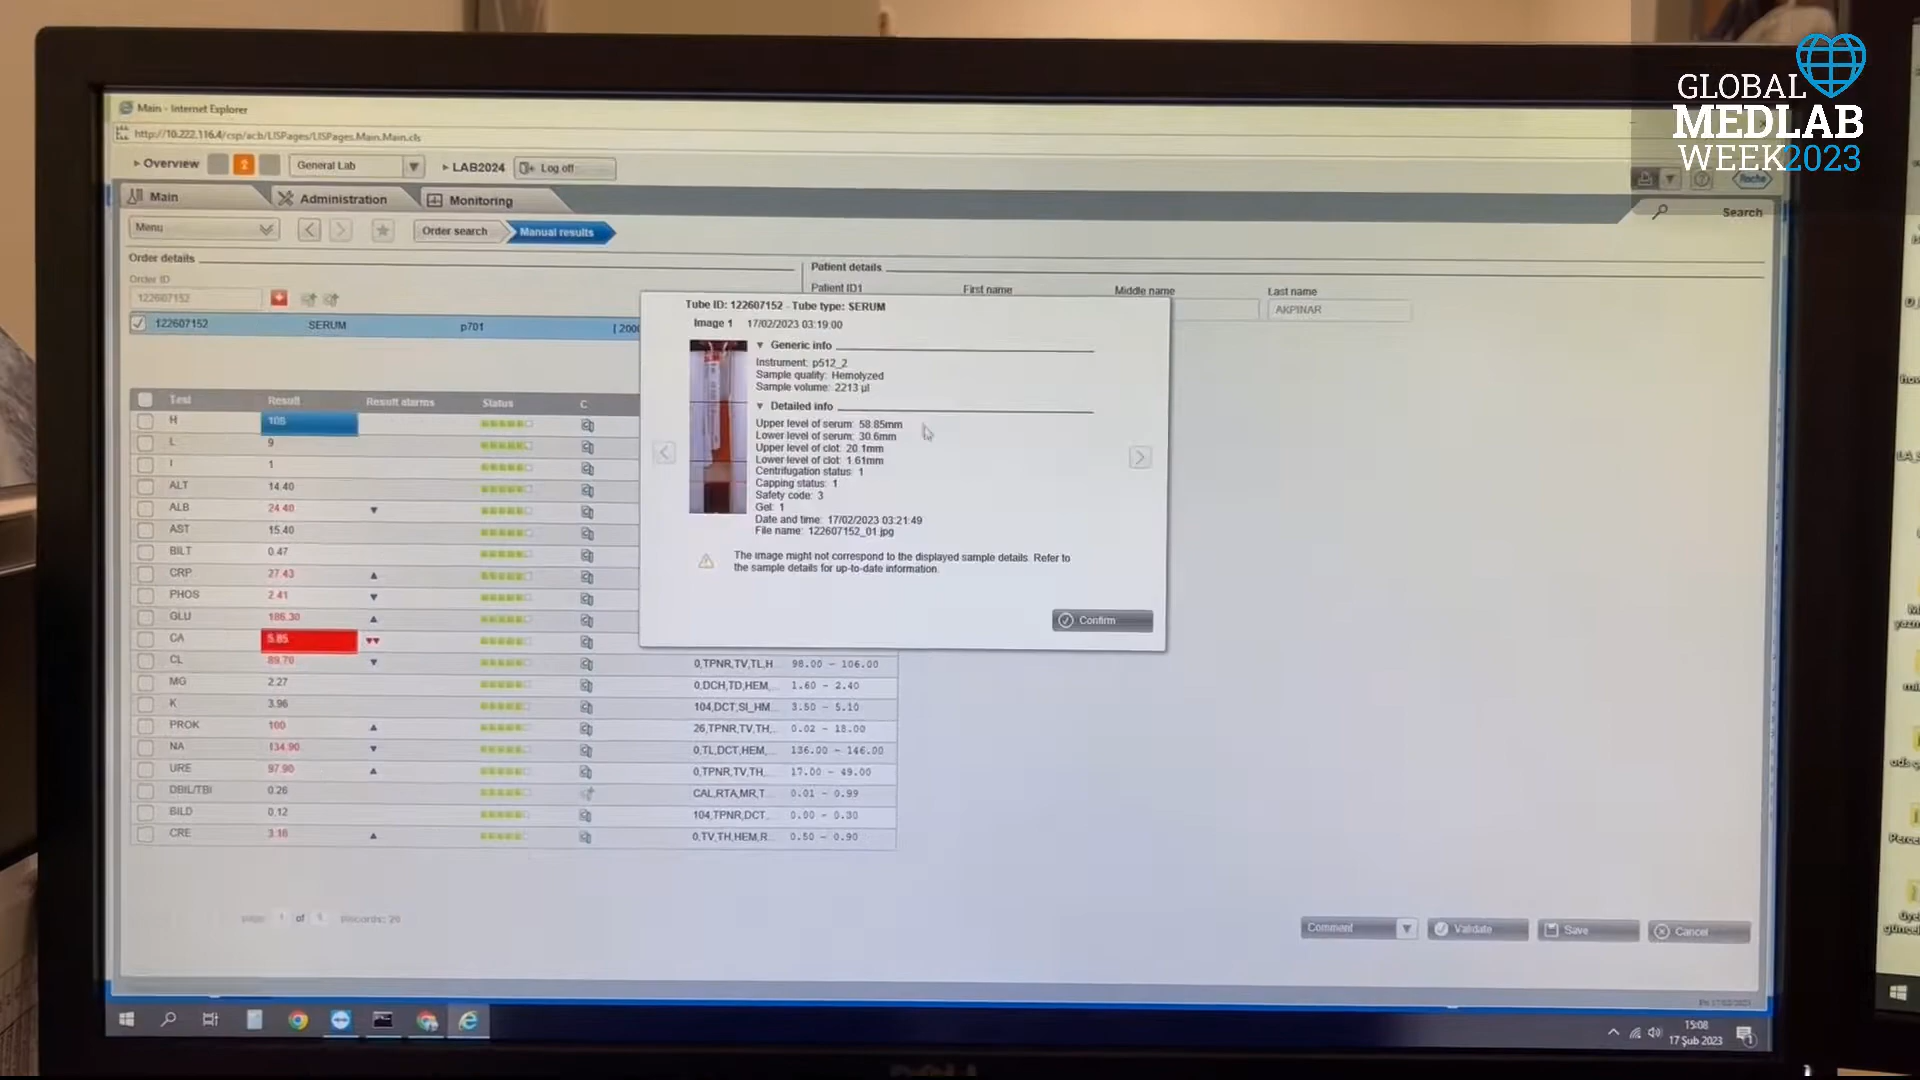 GLOBAL
MEDLAB
WEEK2023
Main - Internet Explorer
http://10.222.116.4/csp/acb/LISPages/LISPages.Main.Main.cls
Overview General Lab LAB2024 Log off
Main Administration Monitoring
Search
Menu Order search Manual results
Order details
Patient details
Order ID
Patient ID1 First name Middle name Last name
122607152
AKPINAR
122607152 SERUM p701
Tube ID: 122607152 - Tube type: SERUM
Image 1 17/02/2023 03:19:00
Generic info
Instrument: p512_2
Sample quality: Hemolyzed
Sample volume: 2213 µl
Detailed info
Upper level of serum: 58.85mm
Lower level of serum: 30.6mm
Upper level of clot: 20.1mm
Lower level of clot: 1.61mm
Centrifugation status: 1
Capping status: 1
Safety code: 3
Gel: 1
Date and time: 17/02/2023 03:21:49
File name: 122607152_01.jpg
The image might not correspond to the displayed sample details. Refer to
the sample details for up-to-date information.
Confirm
Test Result Result alarms Status C
H 105
L 9
I 1
ALT 14.40
ALB 24.40
AST 15.40
BILT 0.47
CRP 27.43
PHOS 2.41
GLU 186.30
CA 5.85
CL 89.70 0,TPNR,TV,TL,H... 98.00 - 106.00
MG 2.27 0,DCH,TD,HEM,... 1.60 - 2.40
K 3.96 104,DCT,SI_HM... 3.50 - 5.10
PROK 100 26,TPNR,TV,TH,... 0.02 - 18.00
NA 134.90 0,TL,DCT,HEM,... 136.00 - 146.00
URE 97.90 0,TPNR,TV,TH,... 17.00 - 49.00
DBIL/TBI 0.26 CAL,RTA,MR,T... 0.01 - 0.99
BILD 0.12 104,TPNR,DCT... 0.00 - 0.30
CRE 3.16 0,TV,TH,HEM,R... 0.50 - 0.90
Comment Validate Save Cancel
15:08
17 Şub 2023